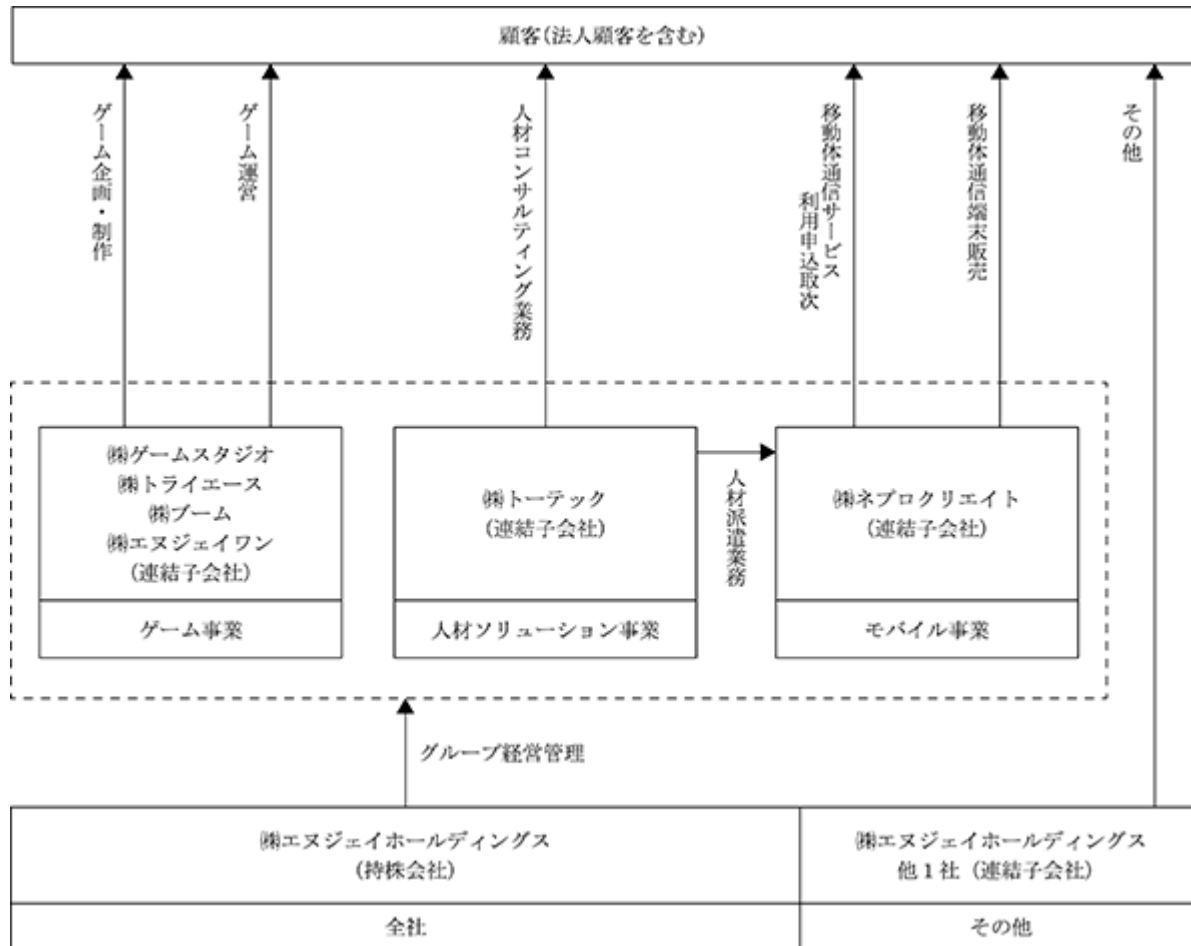 顧客(法人顧客を含む)
ゲーム企画・制作
ゲーム運営
人材コンサルティング業務
移動体通信サービス
利用申込取次
移動体通信端末販売
その他
㈱ゲームスタジオ
㈱トライエース
㈱ブーム
㈱エヌジェイワン
(連結子会社)
ゲーム事業
㈱トーテック
(連結子会社)
人材ソリューション事業
人材派遣業務
㈱ネプロクリエイト
(連結子会社)
モバイル事業
グループ経営管理
㈱エヌジェイホールディングス
(持株会社)
全社
㈱エヌジェイホールディングス
他1社 (連結子会社)
その他